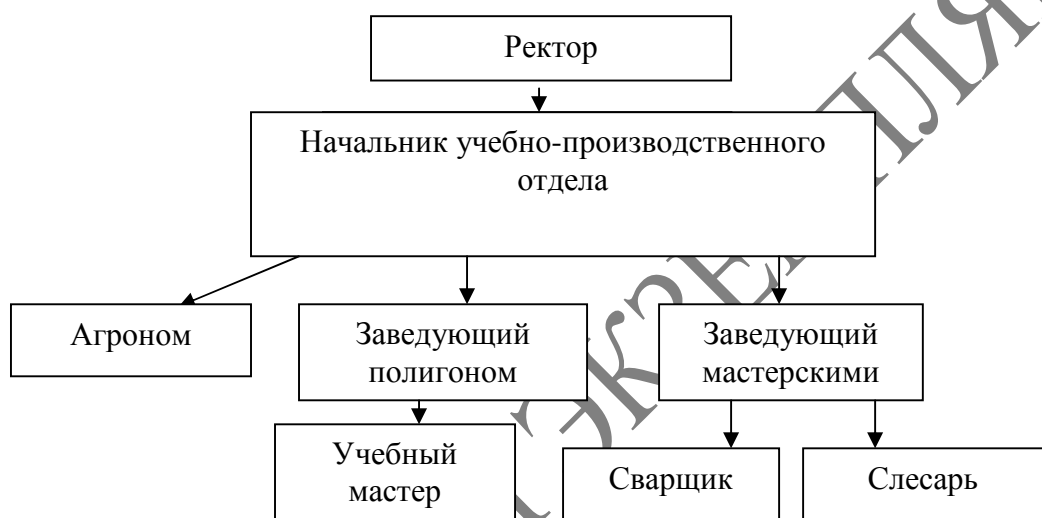 Ректор
Начальник учебно-производственного
отдела
Агроном
Заведующий
полигоном
Заведующий
мастерскими
Учебный
мастер
Сварщик
Слесарь